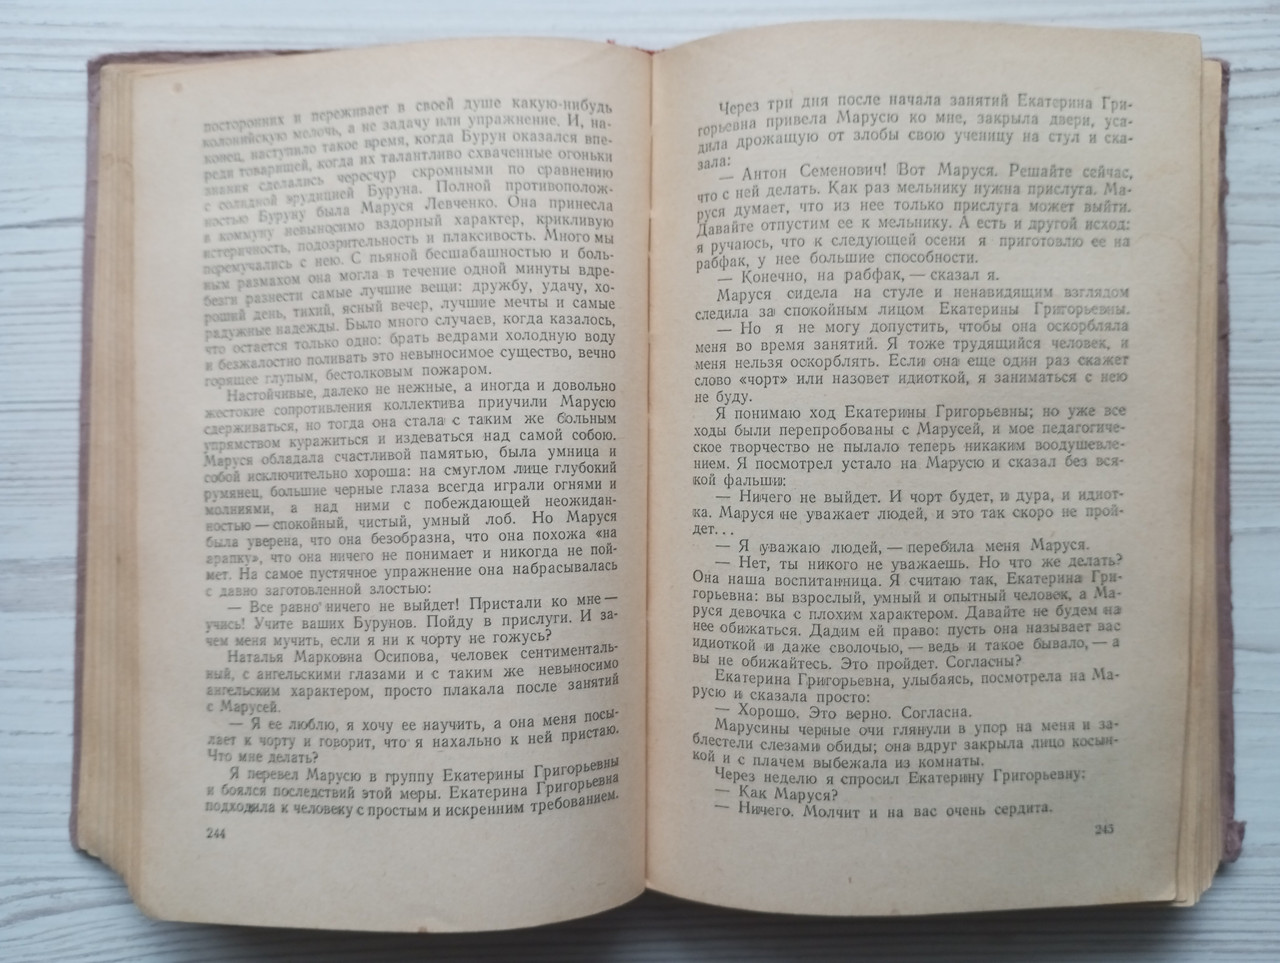 посторонних и переживает в своей душе какую-нибудь
колонийскую мелочь, а не задачу или упражнение. И, на-
конец, наступило такое время, когда Бурун оказался впе-
реди товарищей, когда их талантливо схваченные огоньки
знания сделались чересчур скромными по сравнению
с солидной эрудицией Буруна. Полной противополож-
ностью Буруну была Маруся Левченко. Она принесла
в коммуну невыносимо вздорный характер, крикливую
истеричность, подозрительность и плаксивость. Много мы
перемучались с нею. С пьяной бесшабашностью и боль-
ным размахом она могла в течение одной минуты вдре-
безги разнести самые лучшие вещи: дружбу, удачу, хо-
роший день, тихий, ясный вечер, лучшие мечты и самые
радужные надежды. Было много случаев, когда казалось,
что остается только одно: брать ведрами холодную воду
и безжалостно поливать это невыносимое существо, вечно
горящее глупым, бестолковым пожаром.
Настойчивые, далеко не нежные, а иногда и довольно
жестокие сопротивления коллектива приучили Марусю
сдерживаться, но тогда она стала с таким же больным
упрямством куражиться и издеваться над самой собою.
Маруся обладала счастливой памятью, была умница и
собой исключительно хороша: на смуглом лице глубокий
румянец, большие черные глаза всегда играли огнями и
молниями, а над ними с побеждающей неожидан-
ностью — спокойный, чистый, умный лоб. Но Маруся
была уверена, что она безобразна, что она похожа «на
арапку», что она ничего не понимает и никогда не пой-
мет. На самое пустячное упражнение она набрасывалась
с давно заготовленной злостью:
— Все равно ничего не выйдет! Пристали ко мне —
учись! Учите ваших Бурунов. Пойду в прислуги. И за-
чем меня мучить, если я ни к чорту не гожусь?
Наталья Марковна Осипова, человек сентименталь-
ный, с ангельскими глазами и с таким же невыносимо
ангельским характером, просто плакала после занятий
с Марусей.
— Я ее люблю, я хочу ее научить, а она меня посы-
лает к чорту и говорит, что я нахально к ней пристаю.
Что мне делать?
Я перевел Марусю в группу Екатерины Григорьевны
и боялся последствий этой меры. Екатерина Григорьевна
подходила к человеку с простым и искренним требованием.
244
Через три дня после начала занятий Екатерина Гри-
горьевна привела Марусю ко мне, закрыла двери, уса-
дила дрожащую от злобы свою ученицу на стул и ска-
зала:
— Антон Семенович! Вот Маруся. Решайте сейчас,
что с ней делать. Как раз мельнику нужна прислуга. Ма-
руся думает, что из нее только прислуга может выйти.
Давайте отпустим ее к мельнику. А есть и другой исход:
я ручаюсь, что к следующей осени я приготовлю ее на
рабфак, у нее большие способности.
— Конечно, на рабфак, — сказал я.
Маруся сидела на стуле и ненавидящим взглядом
следила за спокойным лицом Екатерины Григорьевны.
— Но я не могу допустить, чтобы она оскорбляла
меня во время занятий. Я тоже трудящийся человек, и
меня нельзя оскорблять. Если она еще один раз скажет
слово «чорт» или назовет идиоткой, я заниматься с нею
не буду.
Я понимаю ход Екатерины Григорьевны; но уже все
ходы были перепробованы с Марусей, и мое педагогиче-
ское творчество не пылало теперь никаким воодушевле-
нием. Я посмотрел устало на Марусю и сказал без вся-
кой фальши:
— Ничего не выйдет. И чорт будет, и дура, и идиот-
ка. Маруся не уважает людей, и это так скоро не прой-
дет...
— Я уважаю людей, — перебила меня Маруся.
— Нет, ты никого не уважаешь. Но что же делать?
Она наша воспитанница. Я считаю так, Екатерина Гри-
горьевна: вы взрослый, умный и опытный человек, а Ма-
руся девочка с плохим характером. Давайте не будем на
нее обижаться. Дадим ей право: пусть она называет вас
идиоткой и даже сволочью, — ведь и такое бывало, — а
вы не обижайтесь. Это пройдет. Согласны?
Екатерина Григорьевна, улыбаясь, посмотрела на Ма-
русю и сказала просто:
— Хорошо. Это верно. Согласна.
Марусины черные очи глянули в упор на меня и за-
блестели слезами обиды; она вдруг закрыла лицо косын-
кой и с плачем выбежала из комнаты.
Через неделю я спросил Екатерину Григорьевну:
— Как Маруся?
— Ничего. Молчит и на вас очень сердита.
245